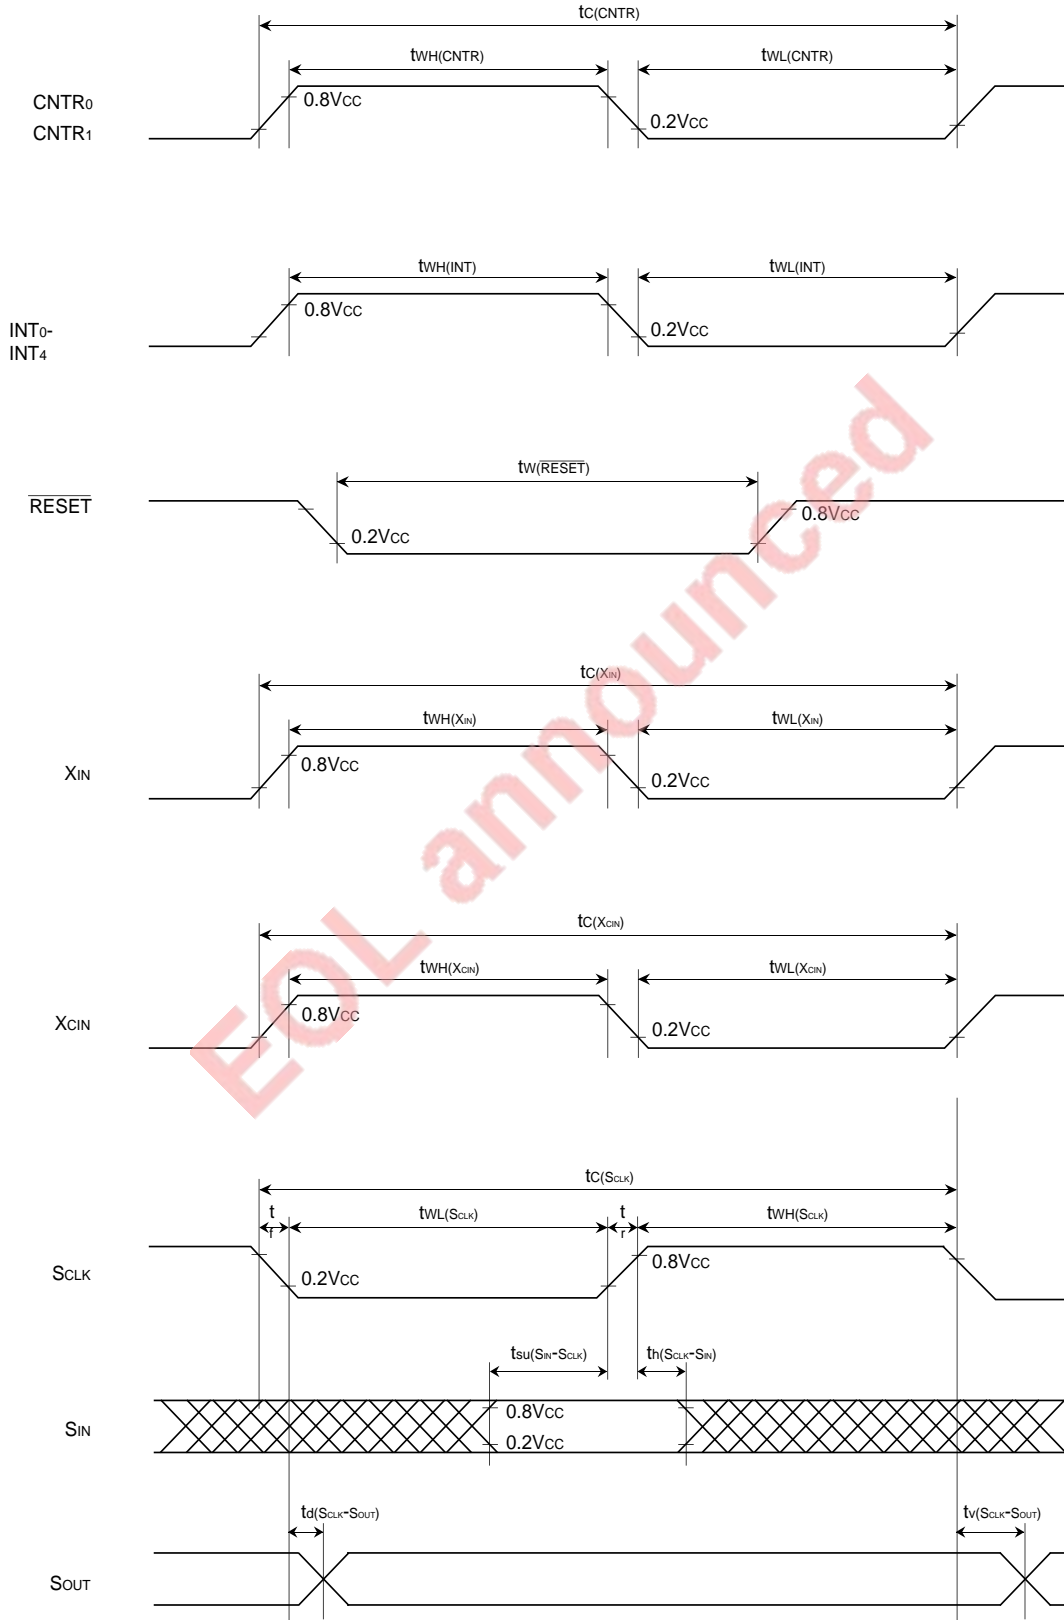 tC(CNTR)
tWH(CNTR) tWL(CNTR)
CNTR0 0.8VCC
CNTR1 0.2VCC
tWH(INT) tWL(INT)
0.8VCC
INT0- 0.2VCC
INT4
tW(RESET)
RESET 0.8VCC
0.2VCC
tC(XIN)
tWH(XIN) tWL(XIN)
XIN 0.8VCC 0.2VCC
tC(XCIN)
tWH(XCIN) tWL(XCIN)
XCIN 0.8VCC 0.2VCC
tC(SCLK)
tf tWL(SCLK) tr tWH(SCLK)
SCLK 0.2VCC 0.8VCC
tsu(SIN-SCLK) th(SCLK-SIN)
0.8VCC
SIN
0.2VCC
td(SCLK-SOUT) tv(SCLK-SOUT)
SOUT
EOL announced